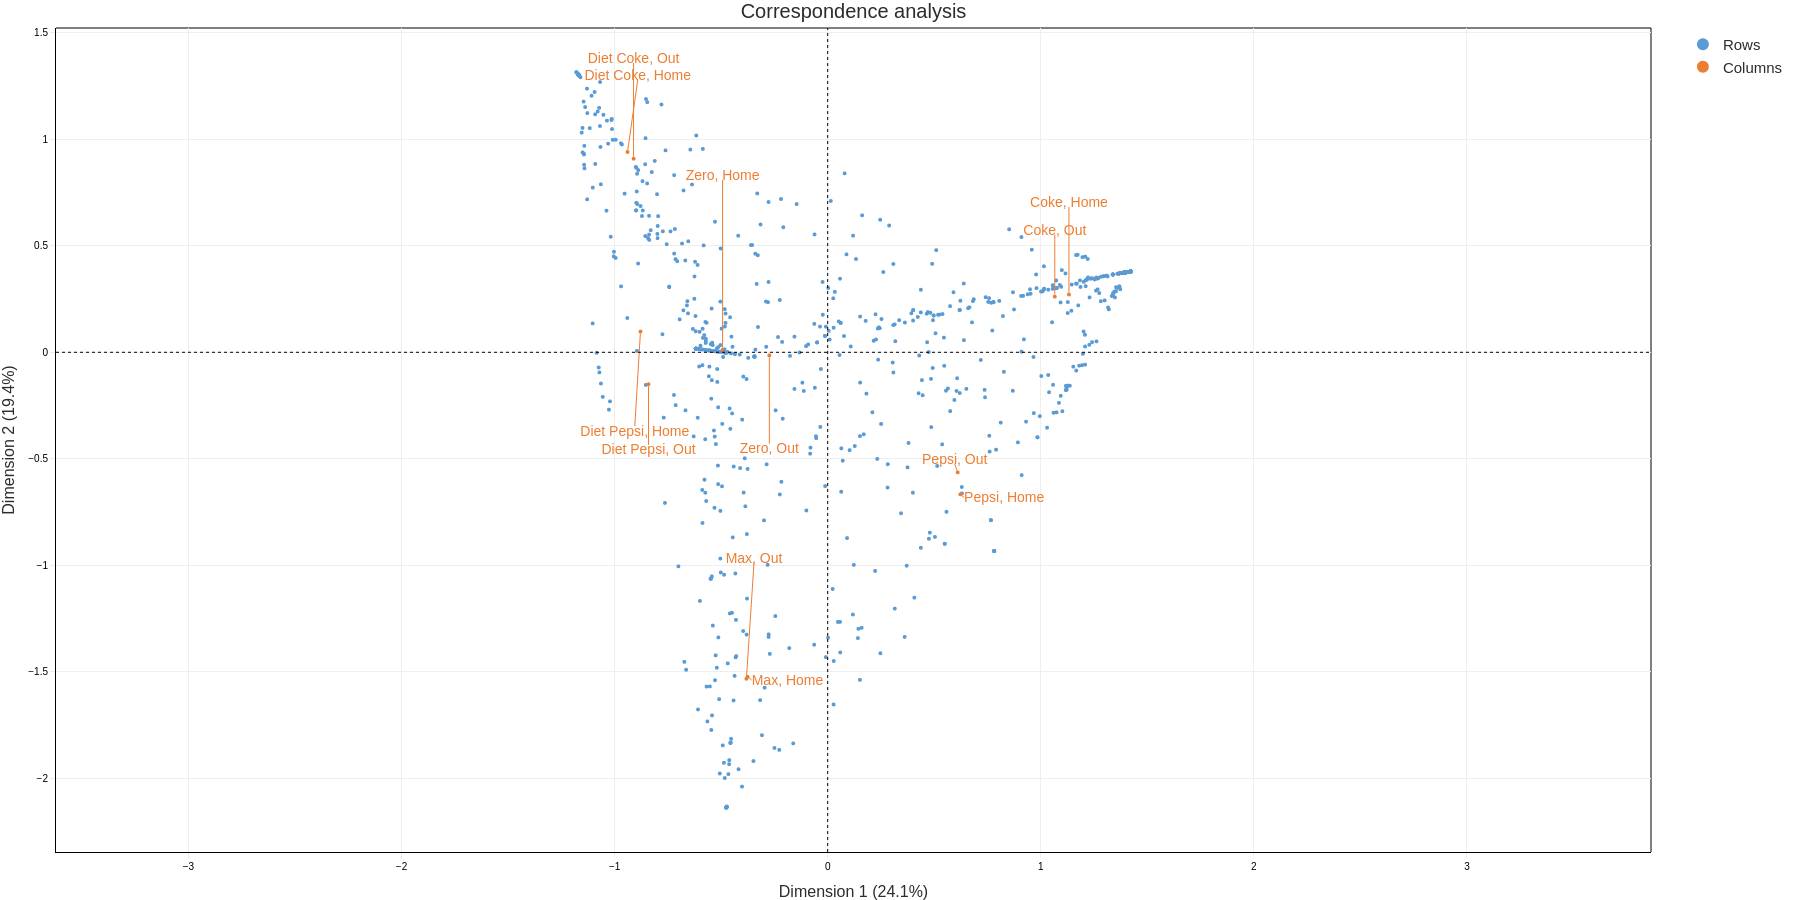 Correspondence analysis
Rows
Columns
1.5
1
0.5
0
−0.5
−1
−1.5
−2
Dimension 2 (19.4%)
Diet Coke, Out
Diet Coke, Home
Zero, Home
Coke, Home
Coke, Out
Diet Pepsi, Home
Diet Pepsi, Out
Zero, Out
Pepsi, Out
Pepsi, Home
Max, Out
Max, Home
−3
−2
−1
0
1
2
3
Dimension 1 (24.1%)